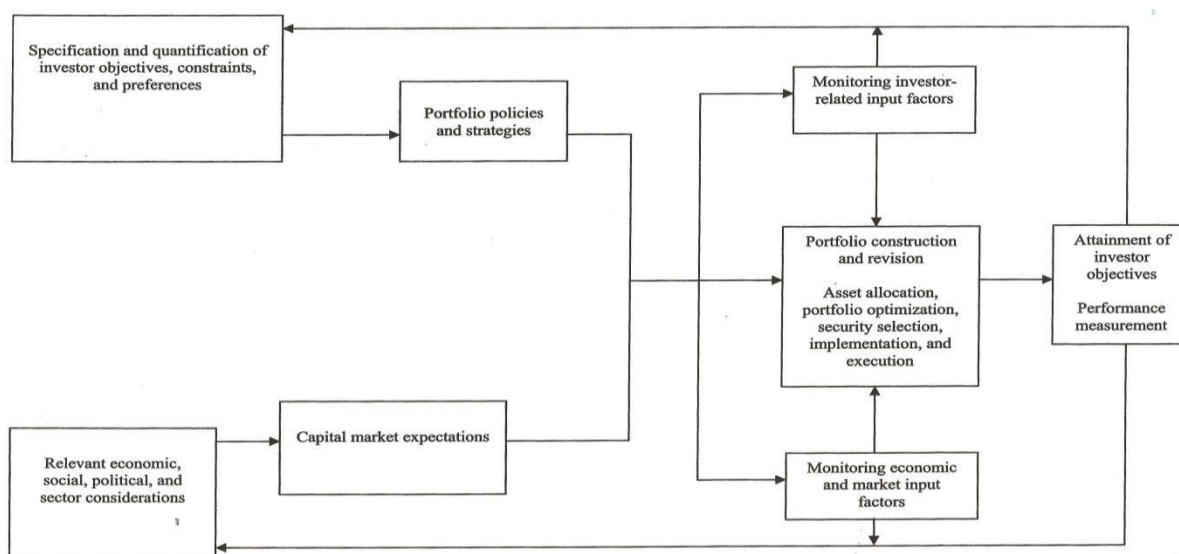 Specification and quantification of
investor objectives, constraints,
and preferences
Portfolio policies
and strategies
Monitoring investor-
related input factors
Portfolio construction
and revision
Asset allocation,
portfolio optimization,
security selection,
implementation, and
execution
Attainment of
investor
objectives
Performance
measurement
Capital market expectations
Relevant economic,
social, political, and
sector considerations
Monitoring economic
and market input
factors